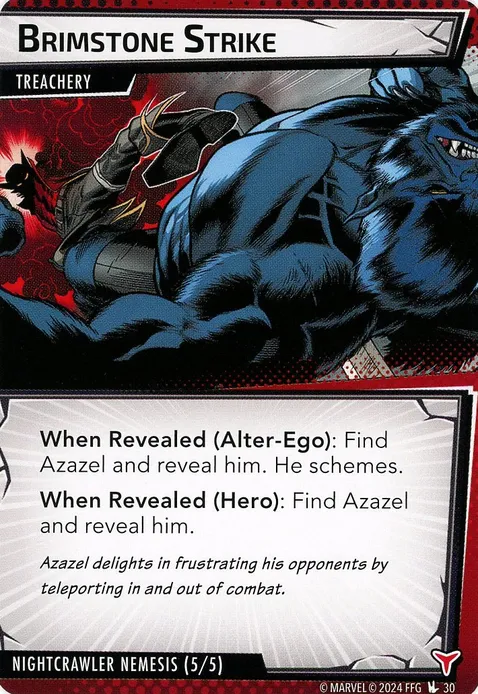 Brimstone Strike
TREACHERY
When Revealed (Alter-Ego): Find
Azazel and reveal him. He schemes.
When Revealed (Hero): Find Azazel
and reveal him.
Azazel delights in frustrating his opponents by
teleporting in and out of combat.
NIGHTCRAWLER NEMESIS (5/5)
© MARVEL © 2024 FFG 30